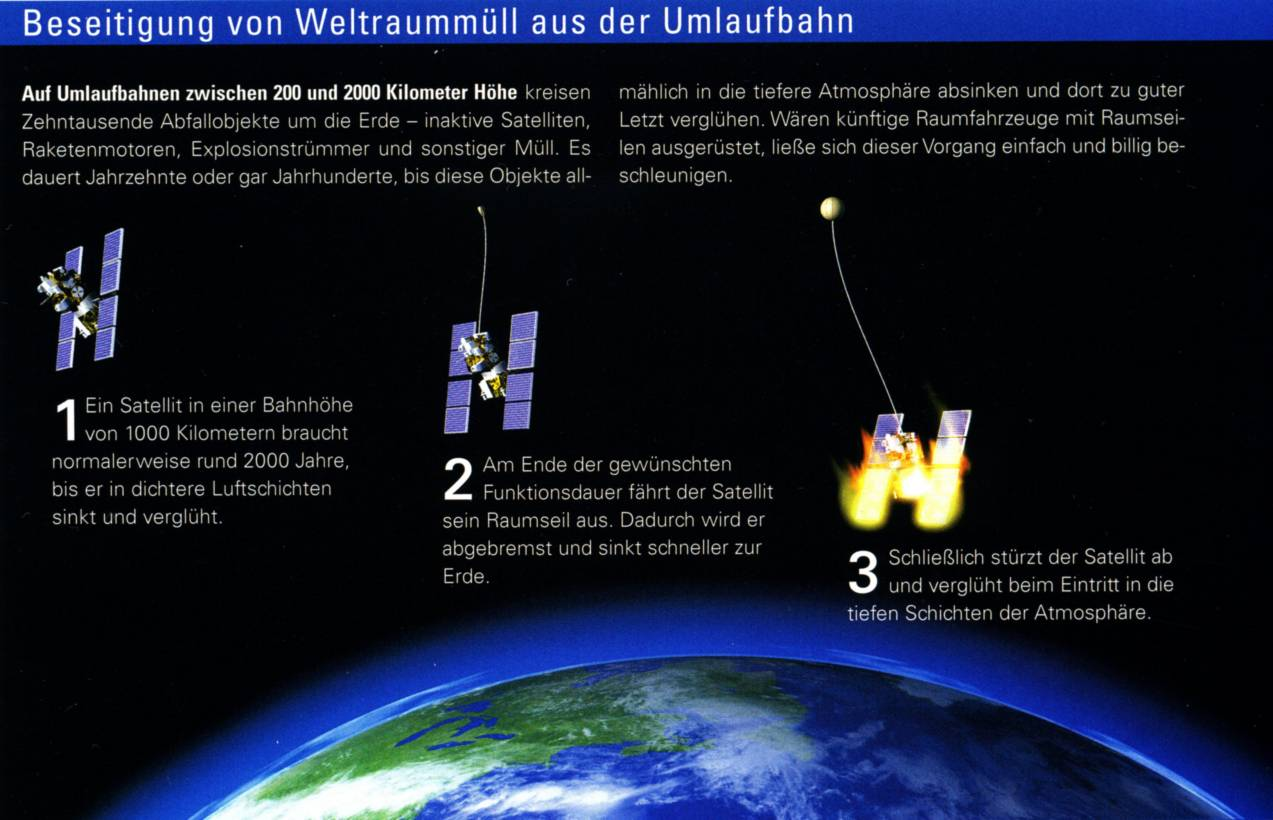 Beseitigung von Weltraummüll aus der Umlaufbahn
Auf Umlaufbahnen zwischen 200 und 2000 Kilometer Höhe kreisen
Zehntausende Abfallobjekte um die Erde – inaktive Satelliten,
Raketenmotoren, Explosionstrümmer und sonstiger Müll. Es
dauert Jahrzehnte oder gar Jahrhunderte, bis diese Objekte all-
mählich in die tiefere Atmosphäre absinken und dort zu guter
Letzt verglühen. Wären künftige Raumfahrzeuge mit Raumsei-
len ausgerüstet, ließe sich dieser Vorgang einfach und billig be-
schleunigen.
1 Ein Satellit in einer Bahnhöhe
von 1000 Kilometern braucht
normalerweise rund 2000 Jahre,
bis er in dichtere Luftschichten
sinkt und verglüht.
2 Am Ende der gewünschten
Funktionsdauer fährt der Satellit
sein Raumseil aus. Dadurch wird er
abgebremst und sinkt schneller zur
Erde.
3 Schließlich stürzt der Satellit ab
und verglüht beim Eintritt in die
tiefen Schichten der Atmosphäre.